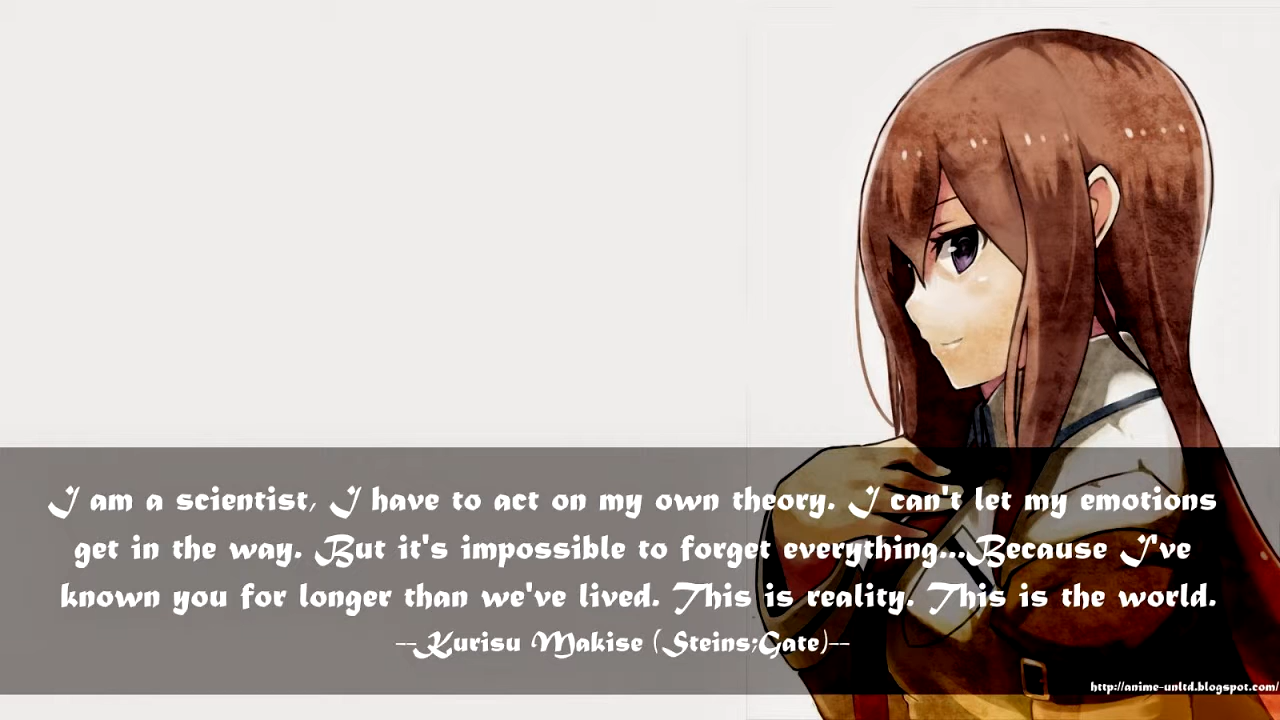 I am a scientist, I have to act on my own theory. I can't let my emotions
get in the way. But it's impossible to forget everything...Because I've
known you for longer than we've lived. This is reality. This is the world.
--Kurisu Makise (Steins;Gate)--
http://anime-unltd.blogspot.com/